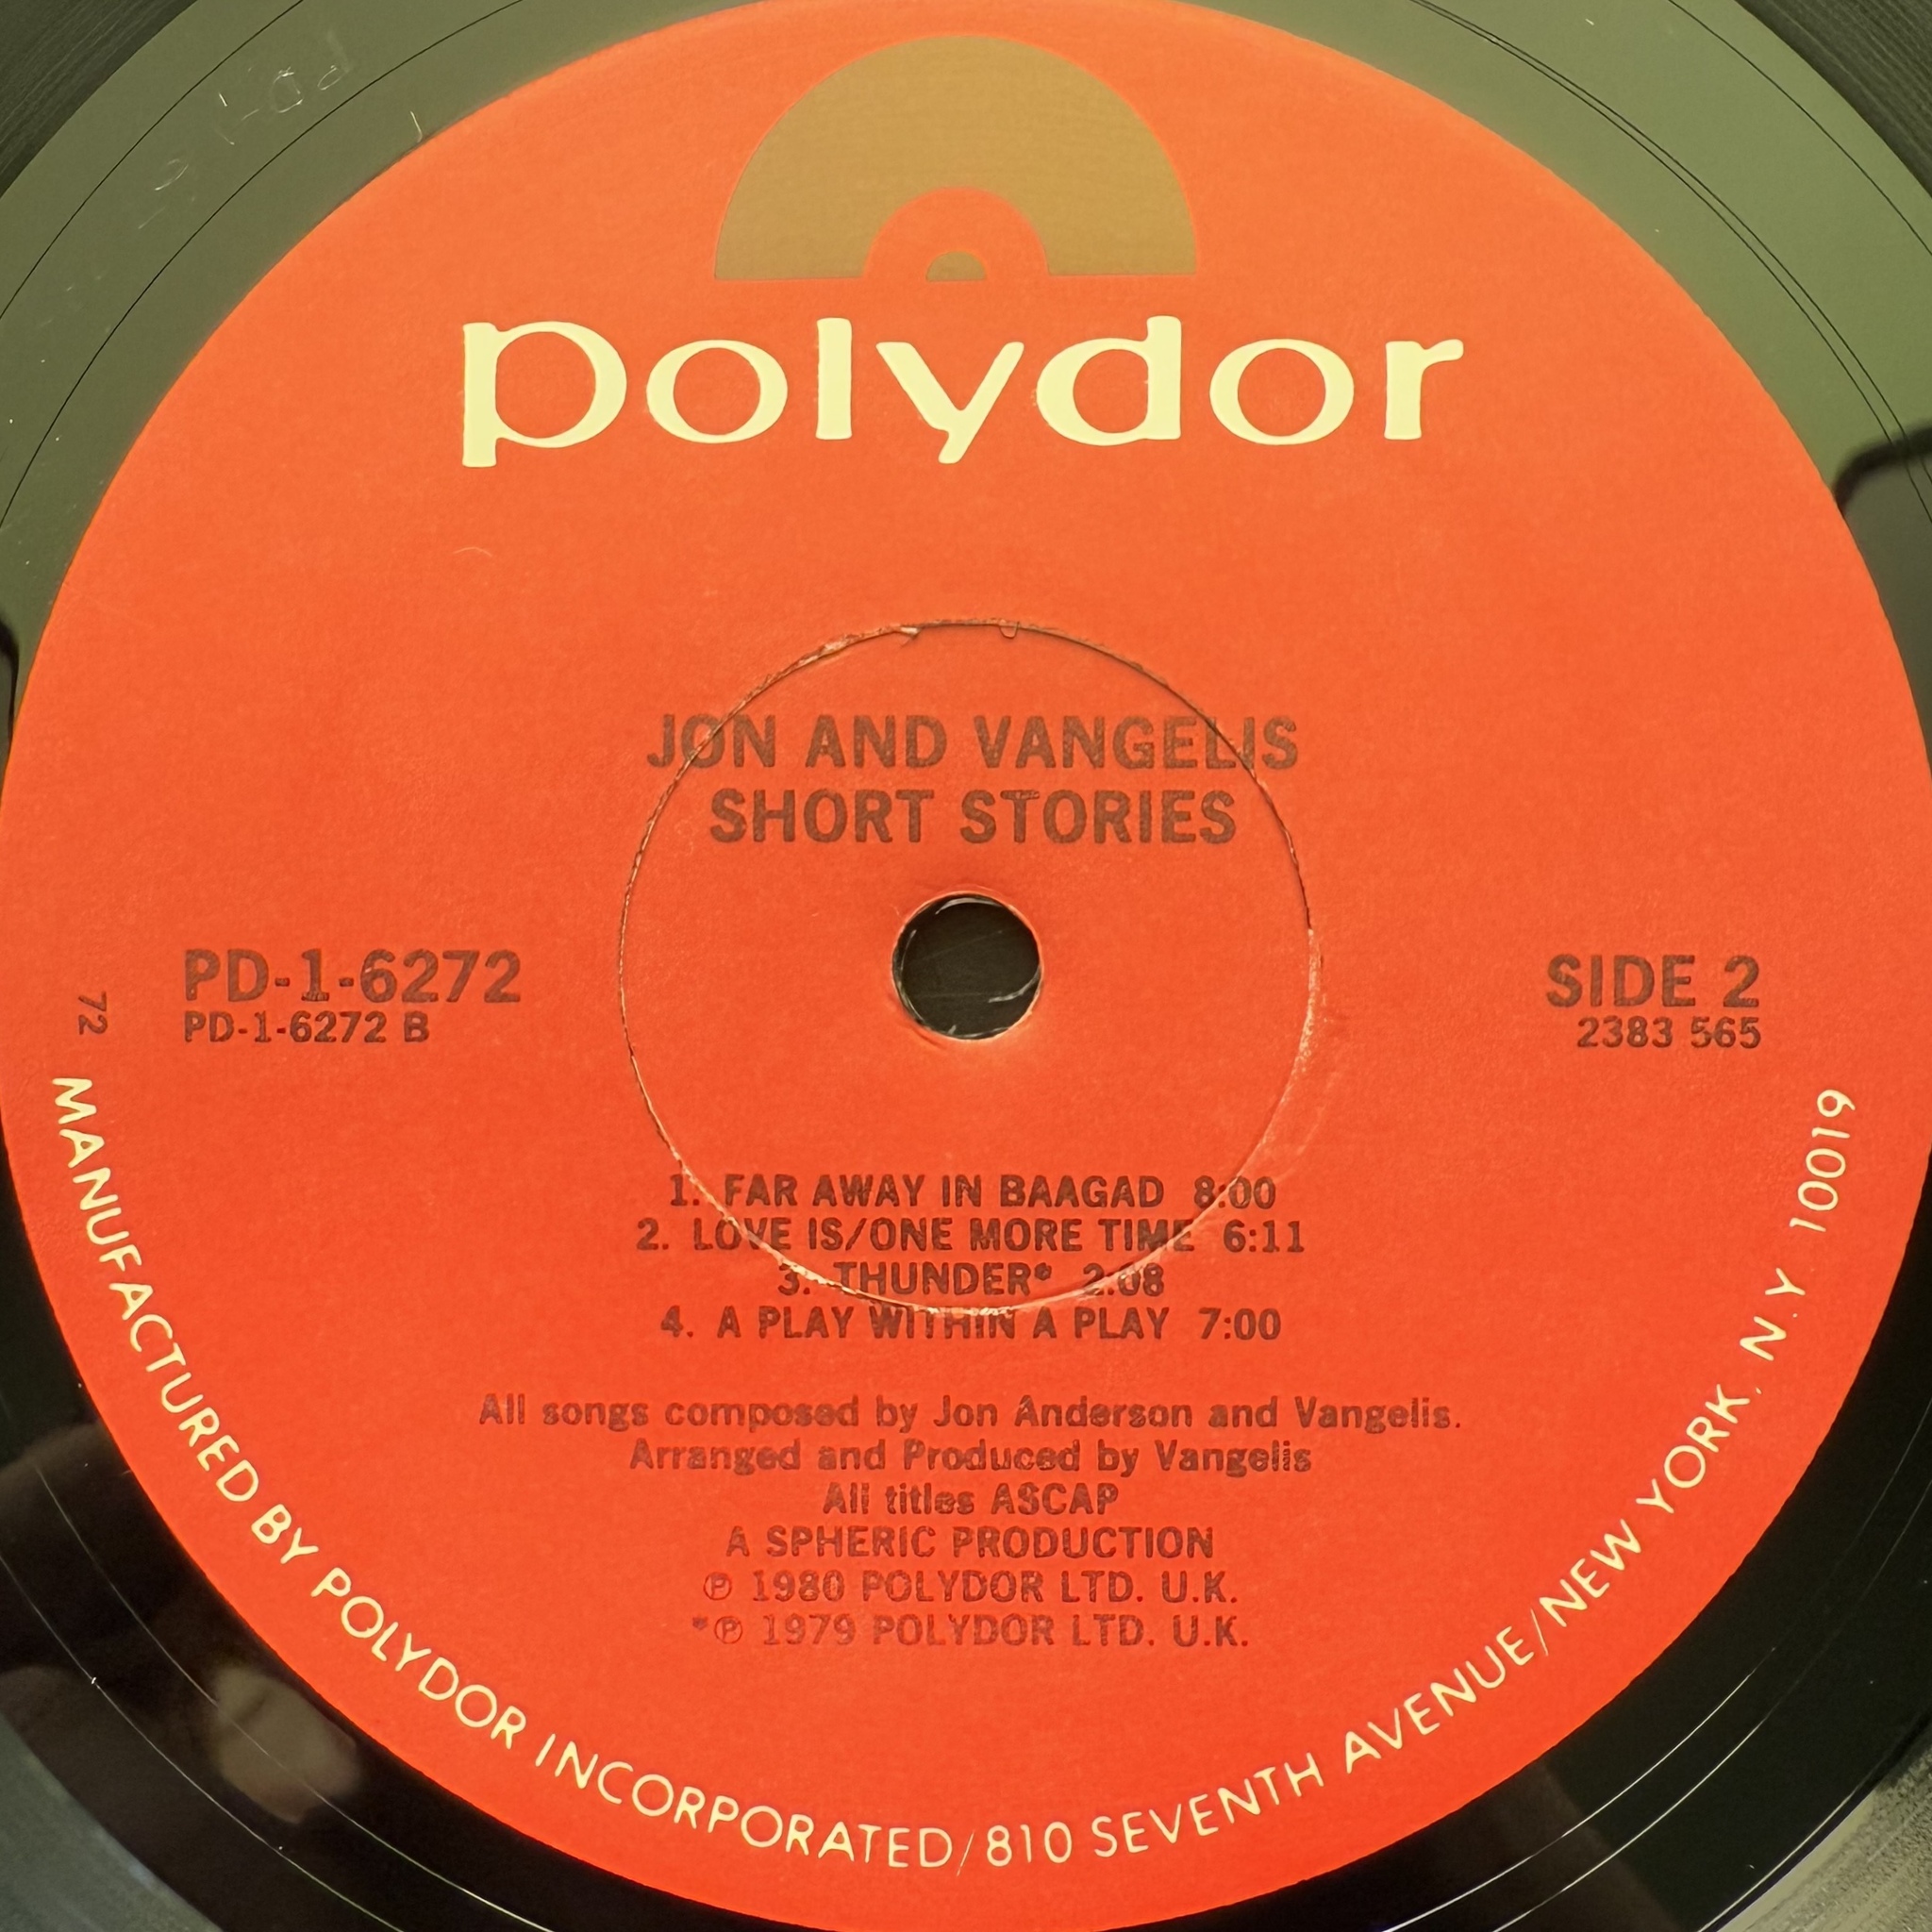 polydor
JON AND VANGELIS
SHORT STORIES
PD-1-6272
PD-1-6272 B
SIDE 2
2383 565
72
1. FAR AWAY IN BAAGAD 8:00
2. LOVE IS/ONE MORE TIME 6:11
3. THUNDER* 2:08
4. A PLAY WITHIN A PLAY 7:00
All songs composed by Jon Anderson and Vangelis.
Arranged and Produced by Vangelis
All titles ASCAP
A SPHERIC PRODUCTION
℗ 1980 POLYDOR LTD. U.K.
*℗ 1979 POLYDOR LTD. U.K.
MANUFACTURED BY POLYDOR INCORPORATED/810 SEVENTH AVENUE/NEW YORK, N.Y 10019